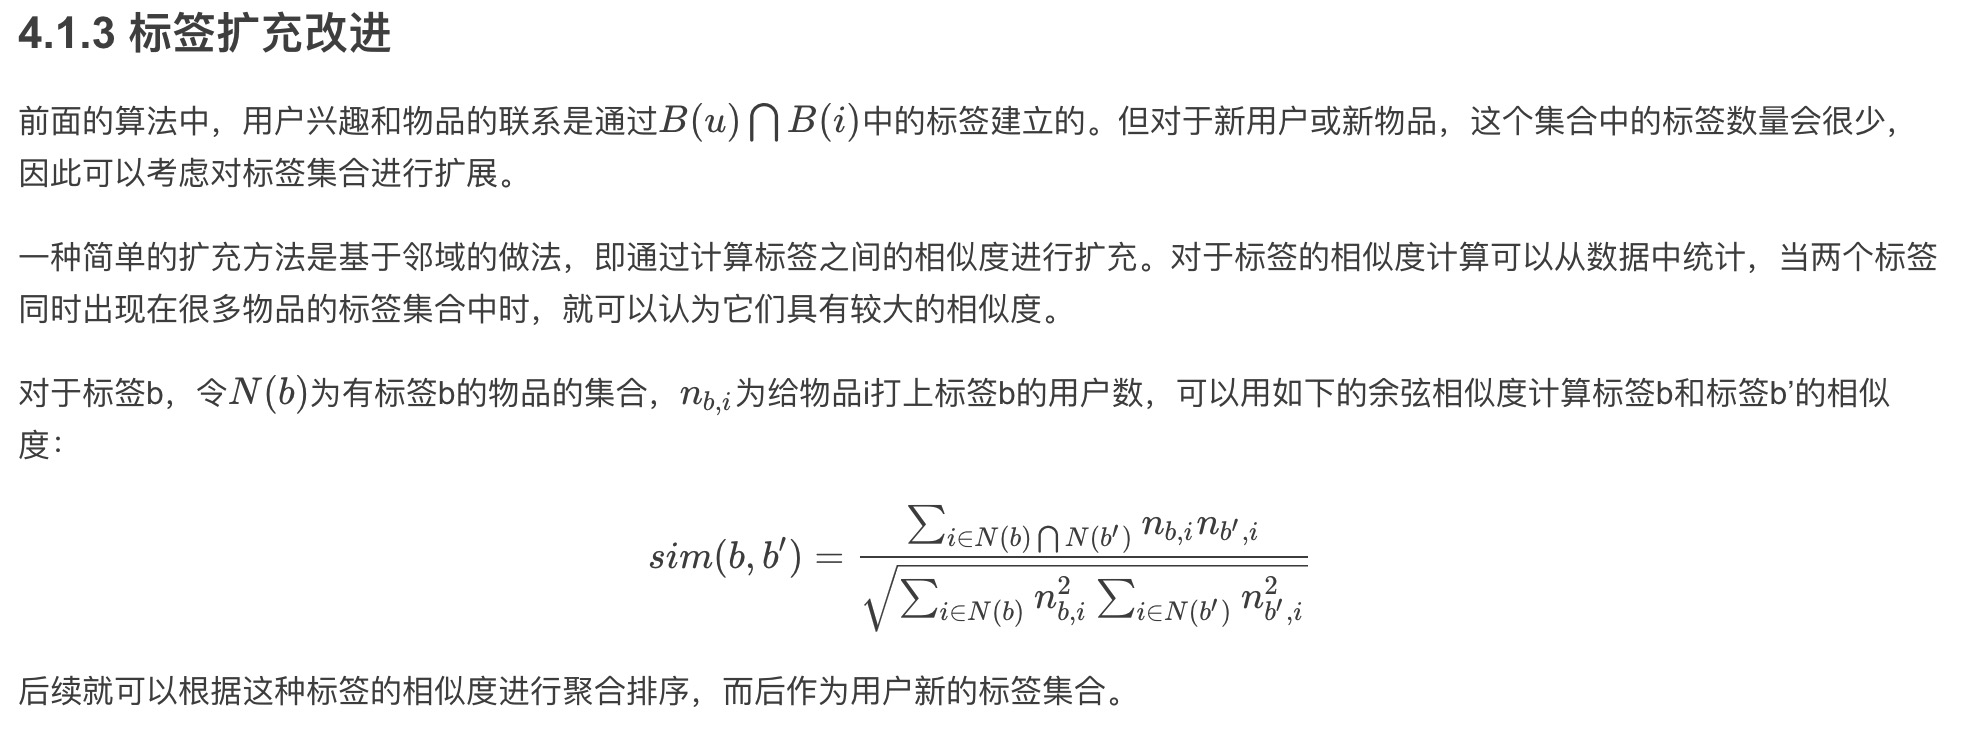 4.1.3 标签扩充改进
前面的算法中，用户兴趣和物品的联系是通过B(u)⋂B(i)中的标签建立的。但对于新用户或新物品，这个集合中的标签数量会很少，
因此可以考虑对标签集合进行扩展。
一种简单的扩充方法是基于邻域的做法，即通过计算标签之间的相似度进行扩充。对于标签的相似度计算可以从数据中统计，当两个标签
同时出现在很多物品的标签集合中时，就可以认为它们具有较大的相似度。
对于标签b，令N(b)为有标签b的物品的集合，n_{b,i}为给物品i打上标签b的用户数，可以用如下的余弦相似度计算标签b和标签b’的相似
度：
sim(b,b′) = \frac{∑_{i∈N(b)⋂N(b′)} n_{b,i}n_{b′,i}}{\sqrt{∑_{i∈N(b)} n_{b,i}^2 ∑_{i∈N(b′)} n_{b′,i}^2}}
后续就可以根据这种标签的相似度进行聚合排序，而后作为用户新的标签集合。